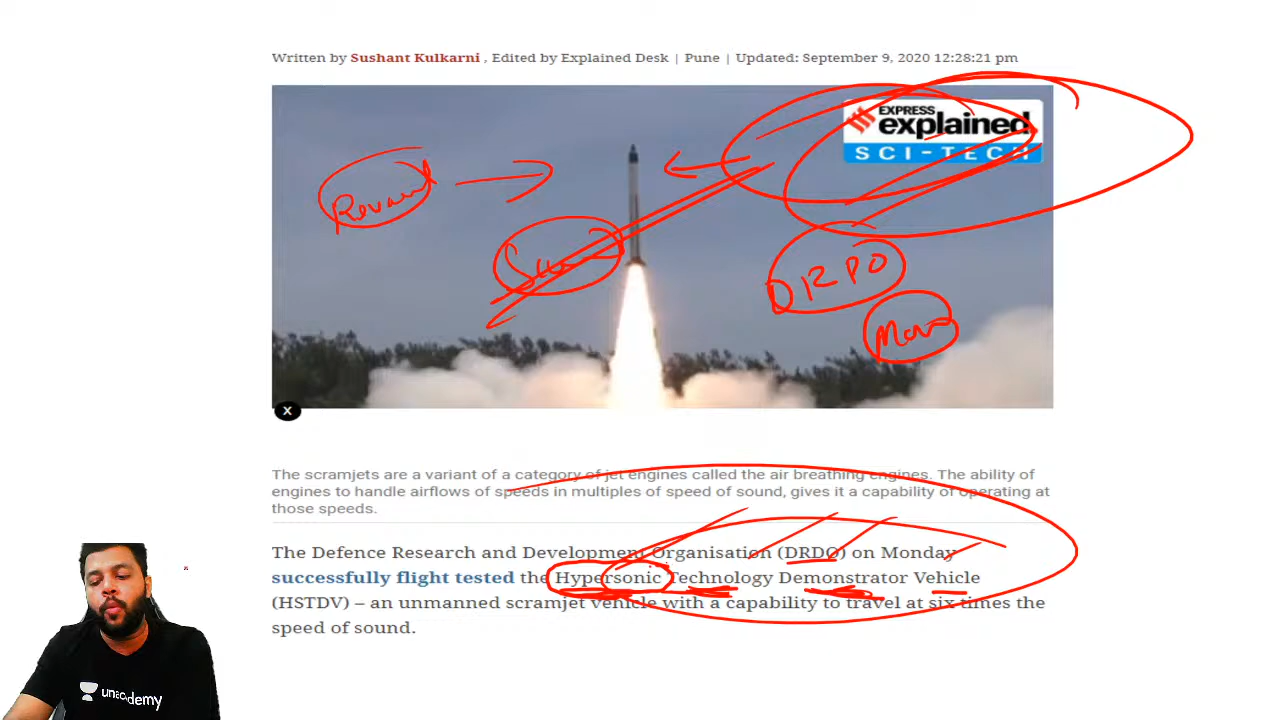 Written by Sushant Kulkarni , Edited by Explained Desk | Pune | Updated: September 9, 2020 12:28:21 pm
EXPRESS
explained
SCI-TECH
DRDO
X
The scramjets are a variant of a category of jet engines called the air breathing engines. The ability of
engines to handle airflows of speeds in multiples of speed of sound, gives it a capability of operating at
those speeds.
The Defence Research and Development Organisation (DRDO) on Monday
successfully flight tested the Hypersonic Technology Demonstrator Vehicle
(HSTDV) – an unmanned scramjet vehicle with a capability to travel at six times the
speed of sound.
unacademy